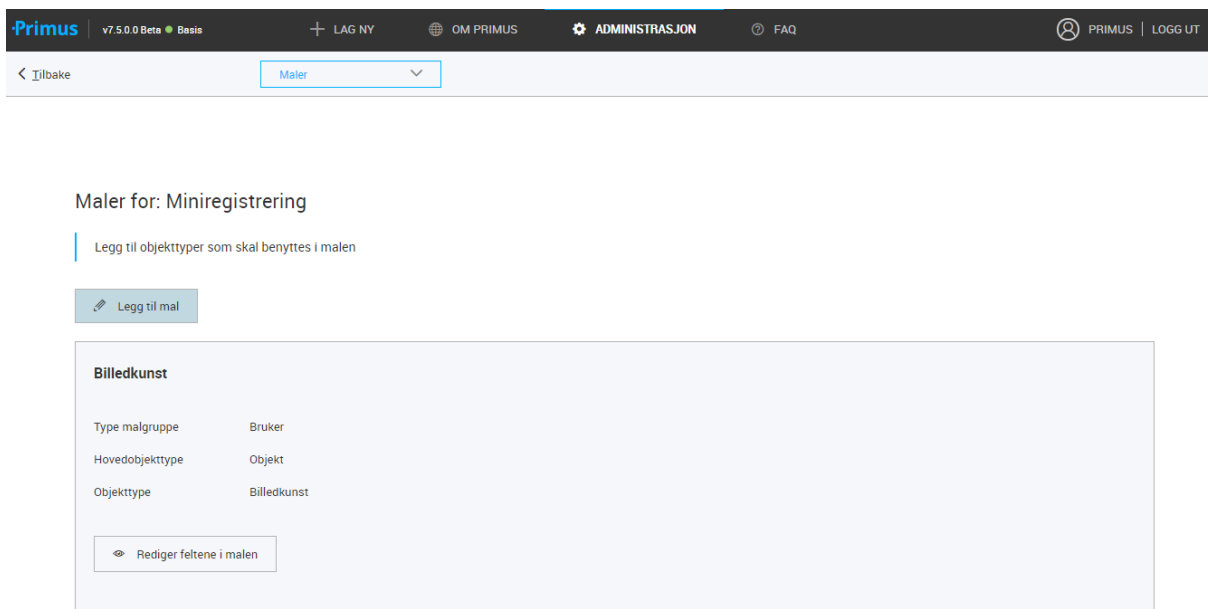 Primus v7.5.0.0 Beta Basis LAG NY OM PRIMUS ADMINISTRASJON FAQ PRIMUS | LOGG UT
Tilbake Maler
Maler for: Miniregistrering
Legg til objekttyper som skal benyttes i malen
Legg til mal
Billedkunst
Type malgruppe Bruker
Hovedobjekttype Objekt
Objekttype Billedkunst
Rediger feltene i malen